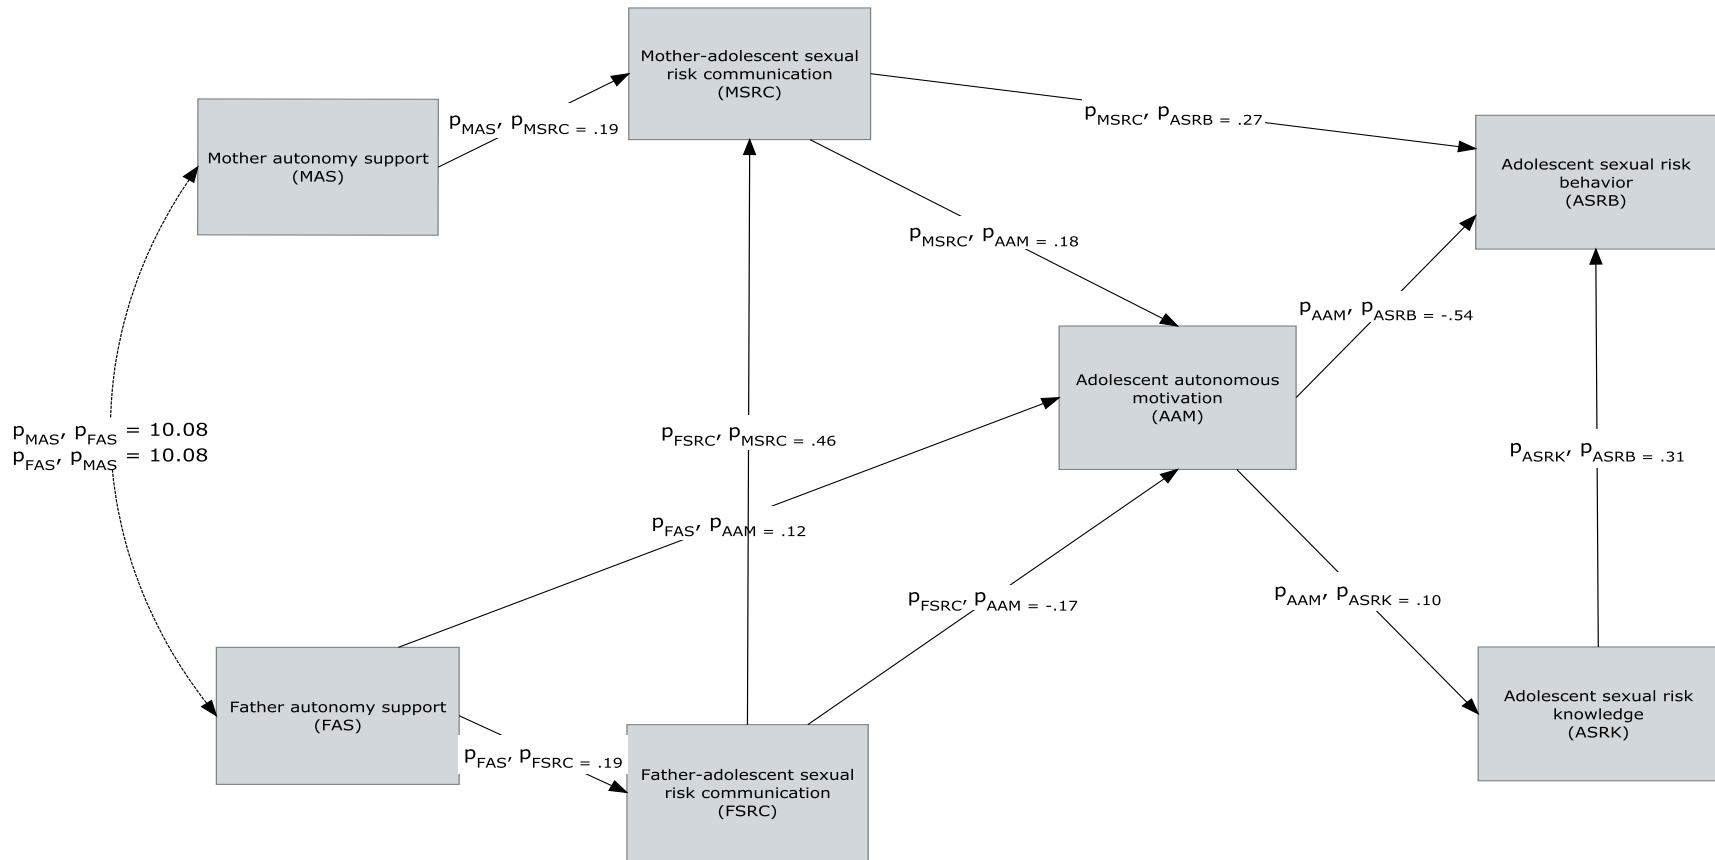 Mother-adolescent sexual
risk communication
(MSRC)
Mother autonomy support
(MAS)
pMAS, pMSRC = .19
pMSRC, pASRB = .27
Adolescent sexual risk
behavior
(ASRB)
pMSRC, pAAM = .18
pAAM, pASRB = -.54
Adolescent autonomous
motivation
(AAM)
pMAS, pFAS = 10.08
pFAS, pMAS = 10.08
pFSRC, pMSRC = .46
pASRK, pASRB = .31
pFAS, pAAM = .12
pFSRC, pAAM = -.17
pAAM, pASRK = .10
Father autonomy support
(FAS)
pFAS, pFSRC = .19
Father-adolescent sexual
risk communication
(FSRC)
Adolescent sexual risk
knowledge
(ASRK)